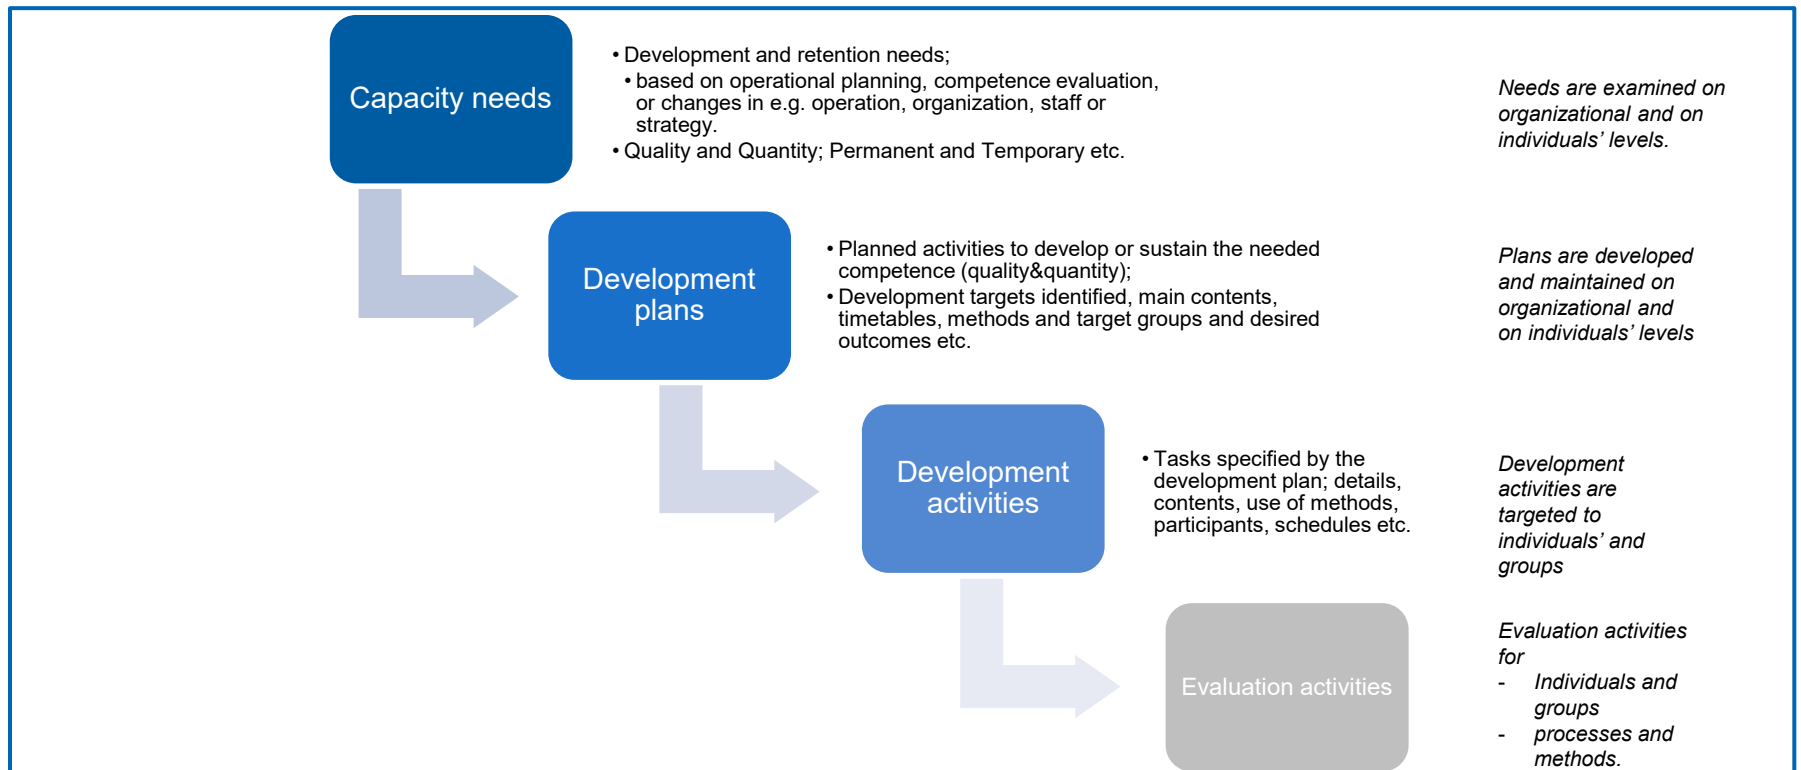 Capacity needs
• Development and retention needs;
• based on operational planning, competence evaluation,
or changes in e.g. operation, organization, staff or
strategy.
• Quality and Quantity; Permanent and Temporary etc.
Needs are examined on
organizational and on
individuals’ levels.
Development
plans
• Planned activities to develop or sustain the needed
competence (quality&quantity);
• Development targets identified, main contents,
timetables, methods and target groups and desired
outcomes etc.
Plans are developed
and maintained on
organizational and
on individuals’ levels
Development
activities
• Tasks specified by the
development plan; details,
contents, use of methods,
participants, schedules etc.
Development
activities are
targeted to
individuals’ and
groups
Evaluation activities
Evaluation activities
for
- Individuals and
groups
- processes and
methods.